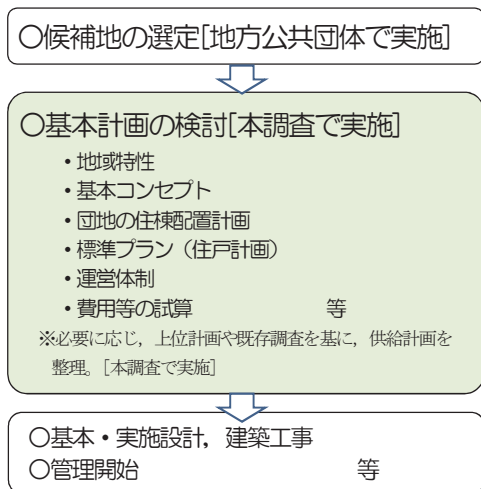 〇候補地の選定[地方公共団体で実施]
〇基本計画の検討[本調査で実施]
・地域特性
・基本コンセプト
・団地の住棟配置計画
・標準プラン（住戸計画）
・運営体制
・費用等の試算 等
※必要に応じ，上位計画や既存調査を基に，供給計画を
整理。［本調査で実施］
〇基本・実施設計，建築工事
〇管理開始 等